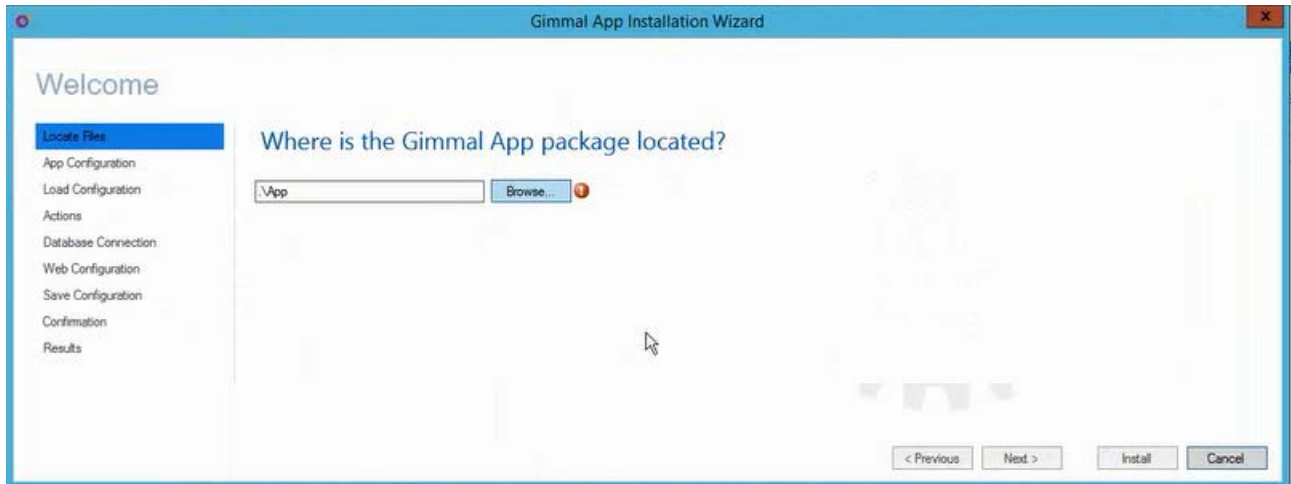 Gimmal App Installation Wizard
x
Welcome
Locate Files
Where is the Gimmal App package located?
App Configuration
Load Configuration
.\App
Browse...
!
Actions
Database Connection
Web Configuration
Save Configuration
Confirmation
Results
< Previous
Next >
Install
Cancel